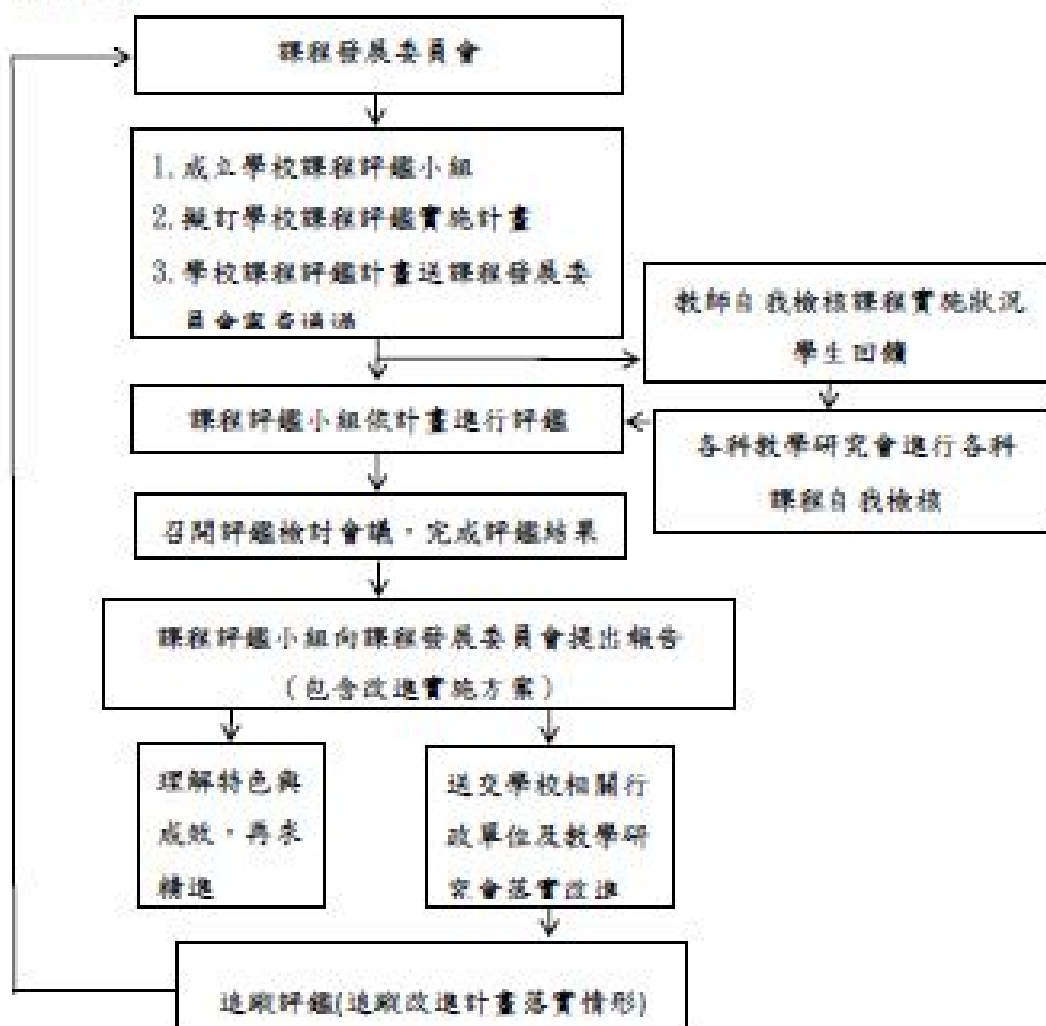 課程發展委員會
1. 成立學校課程評鑑小組
2. 擬訂學校課程評鑑實施計畫
3. 學校課程評鑑計畫送課程發展委
員會審查通過
教師自我檢核課程實施狀況
學生回饋
課程評鑑小組依計畫進行評鑑
各科教學研究會進行各科
課程自我檢核
召開評鑑檢討會議，完成評鑑結果
課程評鑑小組向課程發展委員會提出報告
（包含改進實施方案）
理解特色與
成效，再求
精進
送交學校相關行
政單位及教學研
究會落實改進
追蹤評鑑(追蹤改進計畫落實情形)